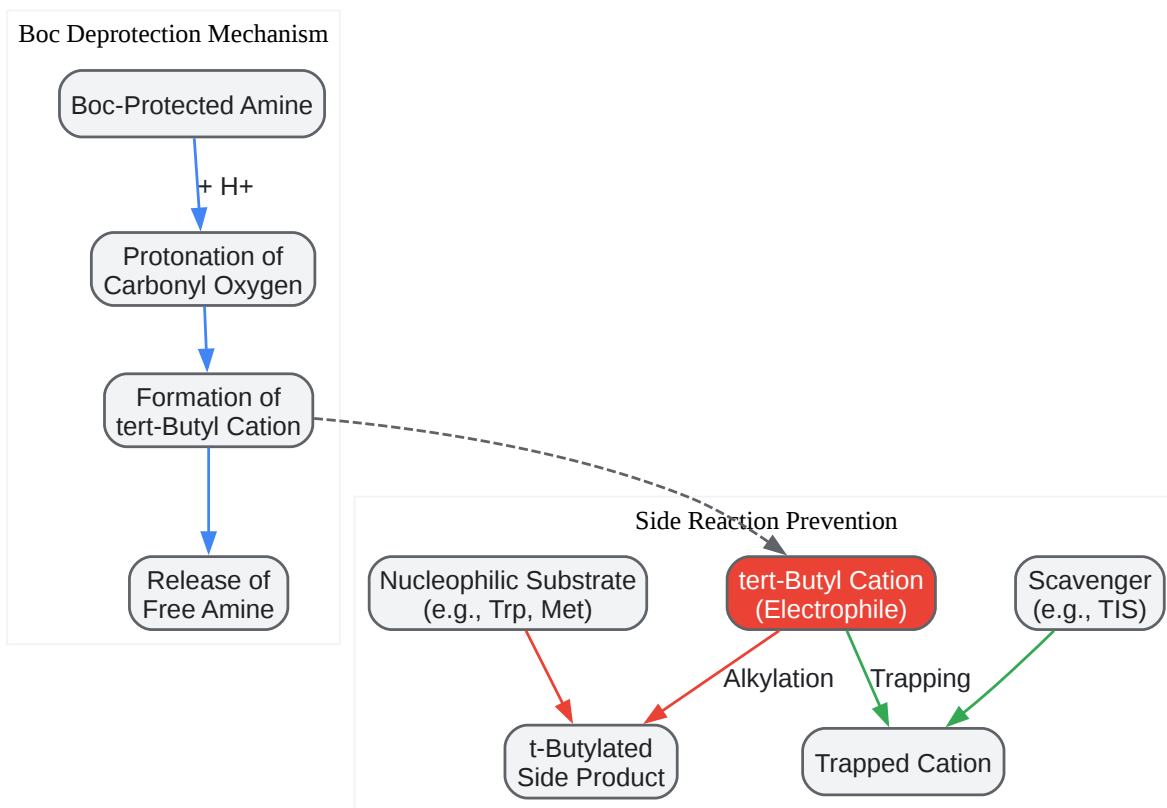 Boc Deprotection Mechanism
Boc-Protected Amine
+ H+
Protonation of
Carbonyl Oxygen
Formation of
tert-Butyl Cation
Release of
Free Amine
Side Reaction Prevention
Nucleophilic Substrate
(e.g., Trp, Met)
tert-Butyl Cation
(Electrophile)
Scavenger
(e.g., TIS)
Alkylation
Trapping
t-Butylated
Side Product
Trapped Cation